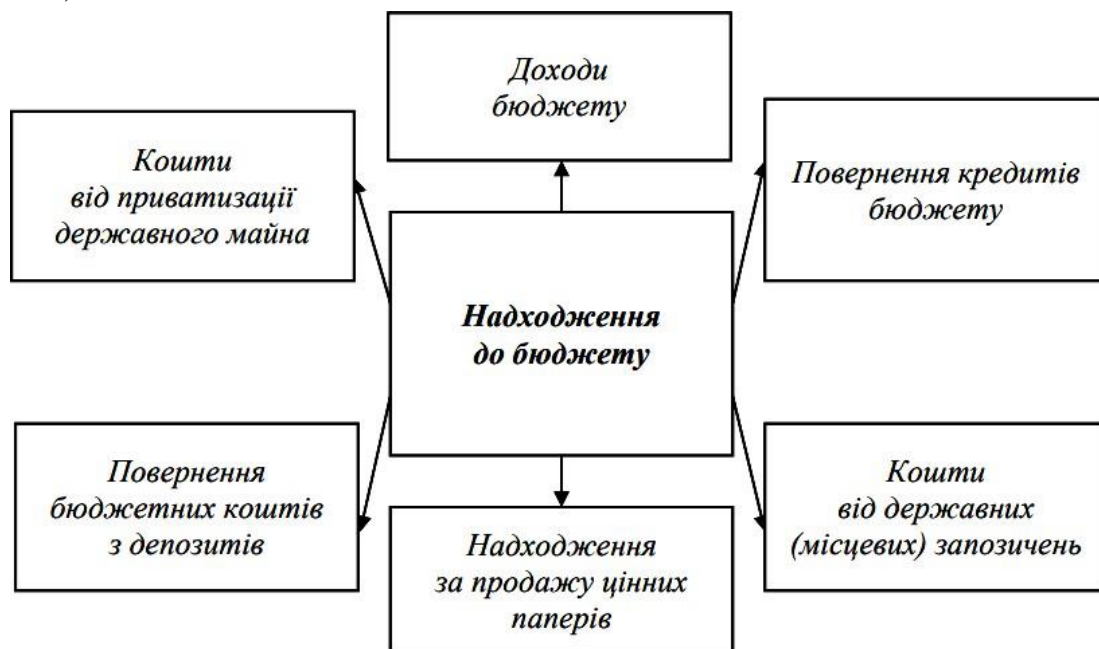 Доходи
бюджету
Кошти
від приватизації
державного майна
Повернення кредитів
бюджету
Надходження
до бюджету
Повернення
бюджетних коштів
з депозитів
Надходження
за продажу цінних
паперів
Кошти
від державних
(місцевих) запозичень